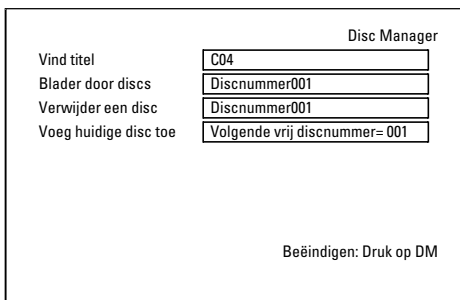 Disc Manager
Vind titel C04
Blader door discs Discnummer001
Verwijder een disc Discnummer001
Voeg huidige disc toe Volgende vrij discnummer= 001
Beëindigen: Druk op DM